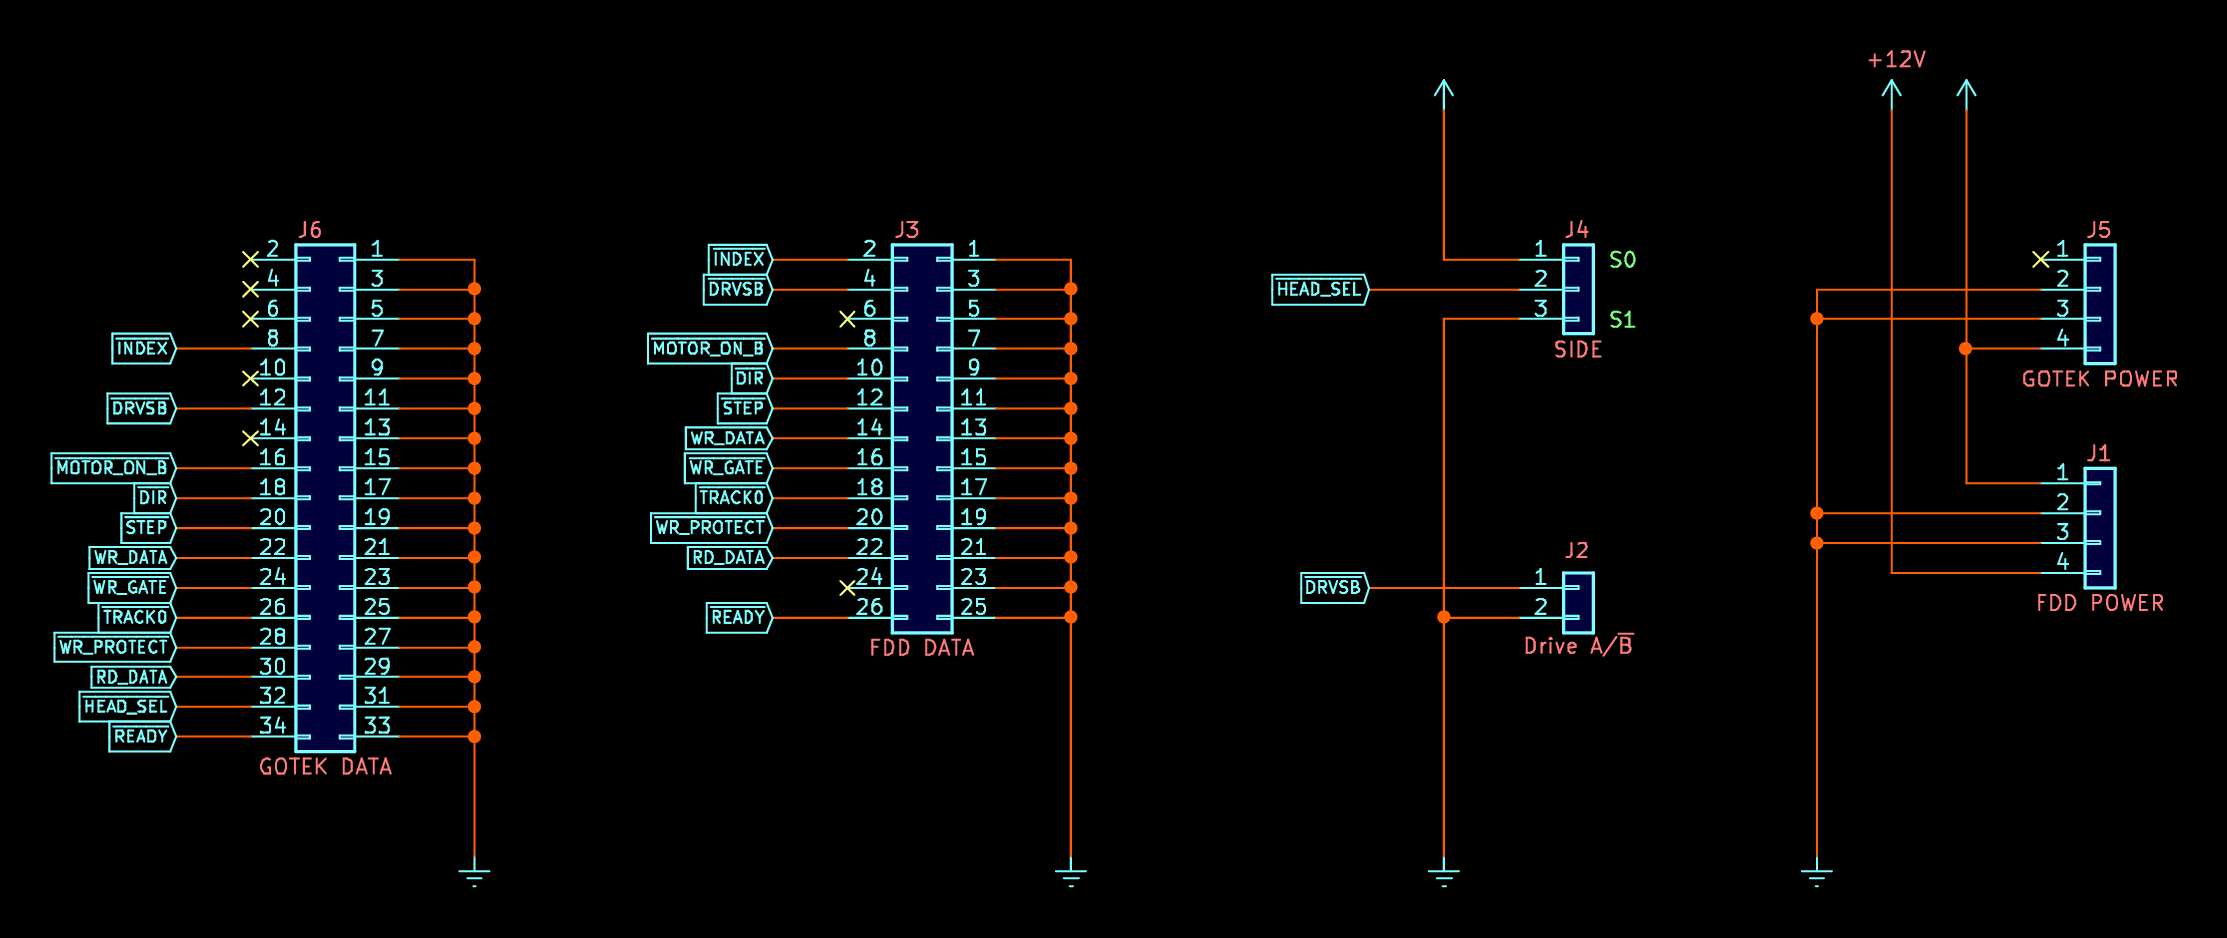 +12V
J6
2 1
4 3
6 5
INDEX 8 7
10 9
DRVSB 12 11
14 13
MOTOR_ON_B 16 15
DIR 18 17
STEP 20 19
WR_DATA 22 21
WR_GATE 24 23
TRACK0 26 25
WR_PROTECT 28 27
RD_DATA 30 29
HEAD_SEL 32 31
READY 34 33
GOTEK DATA
J3
INDEX 2 1
DRVSB 4 3
6 5
MOTOR_ON_B 8 7
DIR 10 9
STEP 12 11
WR_DATA 14 13
WR_GATE 16 15
TRACK0 18 17
WR_PROTECT 20 19
RD_DATA 22 21
24 23
READY 26 25
FDD DATA
J4
1 S0
HEAD_SEL 2
3 S1
SIDE
J2
DRVSB 1
2
Drive A/B
J5
1
2
3
4
GOTEK POWER
J1
1
2
3
4
FDD POWER